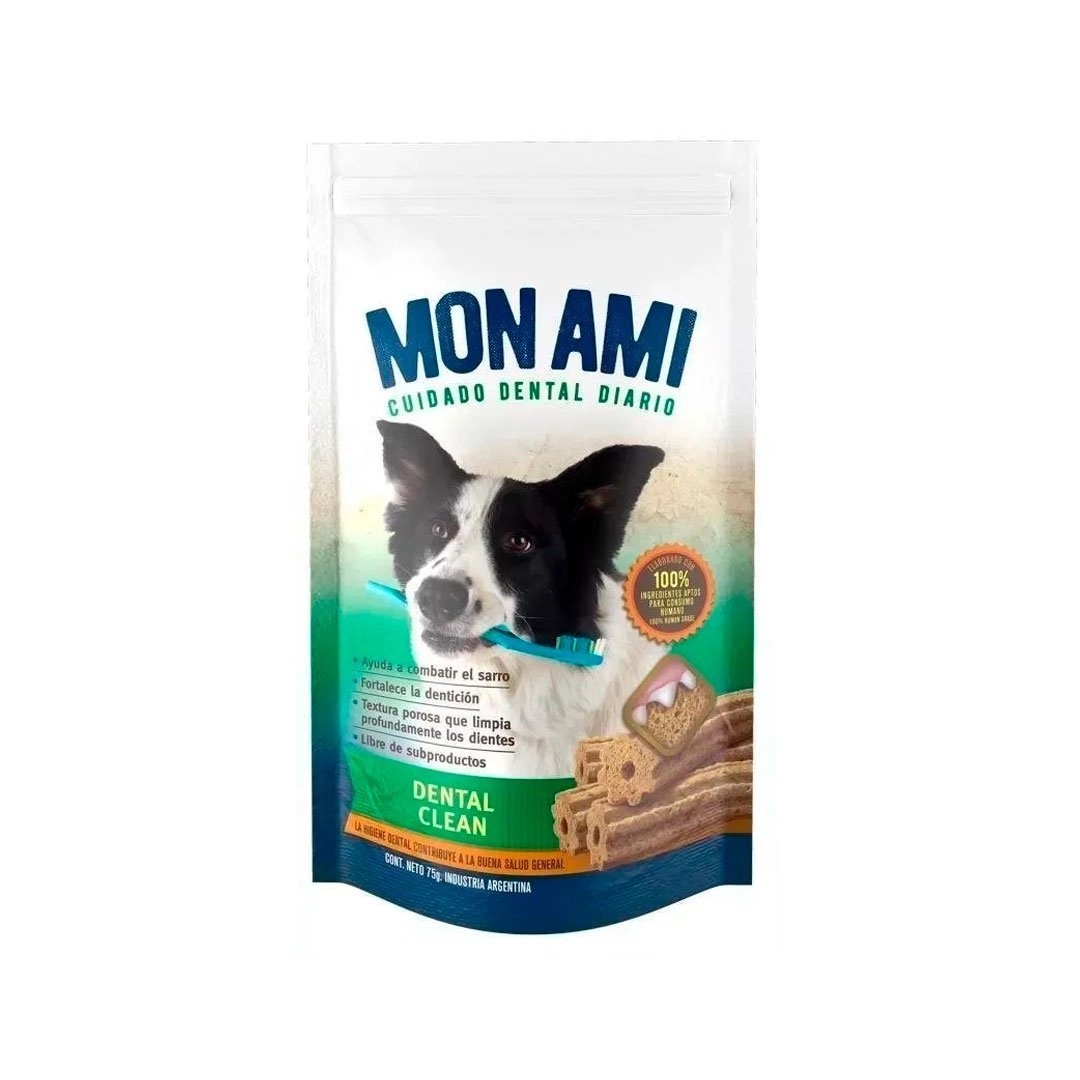 MON AMI
CUIDADO DENTAL DIARIO
ELABORADO CON
100%
INGREDIENTES APTOS
PARA CONSUMO
HUMANO
100% HUMAN GRADE
• Ayuda a combatir el sarro
• Fortalece la dentición
• Textura porosa que limpia
profundamente los dientes
• Libre de subproductos
DENTAL
CLEAN
LA HIGIENE DENTAL CONTRIBUYE A LA BUENA SALUD GENERAL
CONT. NETO 75g. INDUSTRIA ARGENTINA